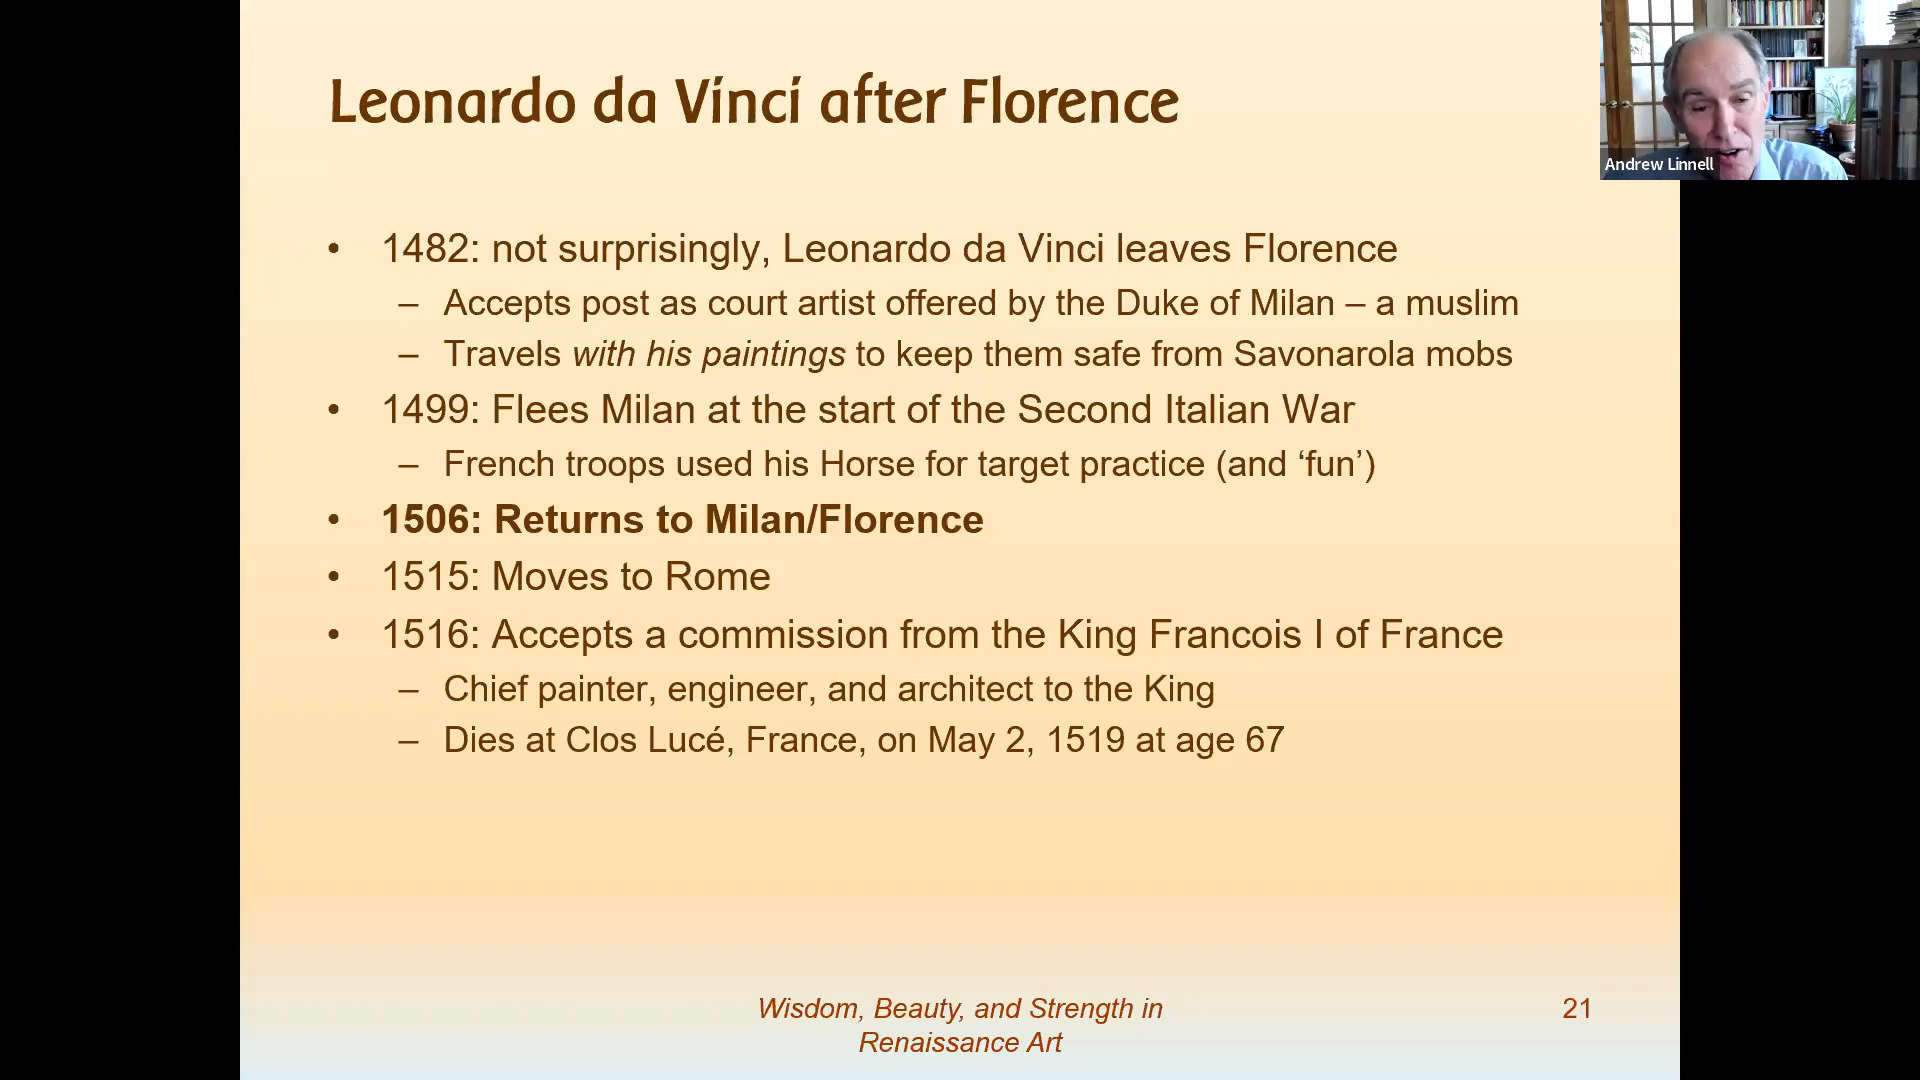 Leonardo da Vinci after Florence
Andrew Linnell
• 1482: not surprisingly, Leonardo da Vinci leaves Florence
– Accepts post as court artist offered by the Duke of Milan – a muslim
– Travels with his paintings to keep them safe from Savonarola mobs
• 1499: Flees Milan at the start of the Second Italian War
– French troops used his Horse for target practice (and ‘fun’)
• 1506: Returns to Milan/Florence
• 1515: Moves to Rome
• 1516: Accepts a commission from the King Francois I of France
– Chief painter, engineer, and architect to the King
– Dies at Clos Lucé, France, on May 2, 1519 at age 67
Wisdom, Beauty, and Strength in
Renaissance Art
21